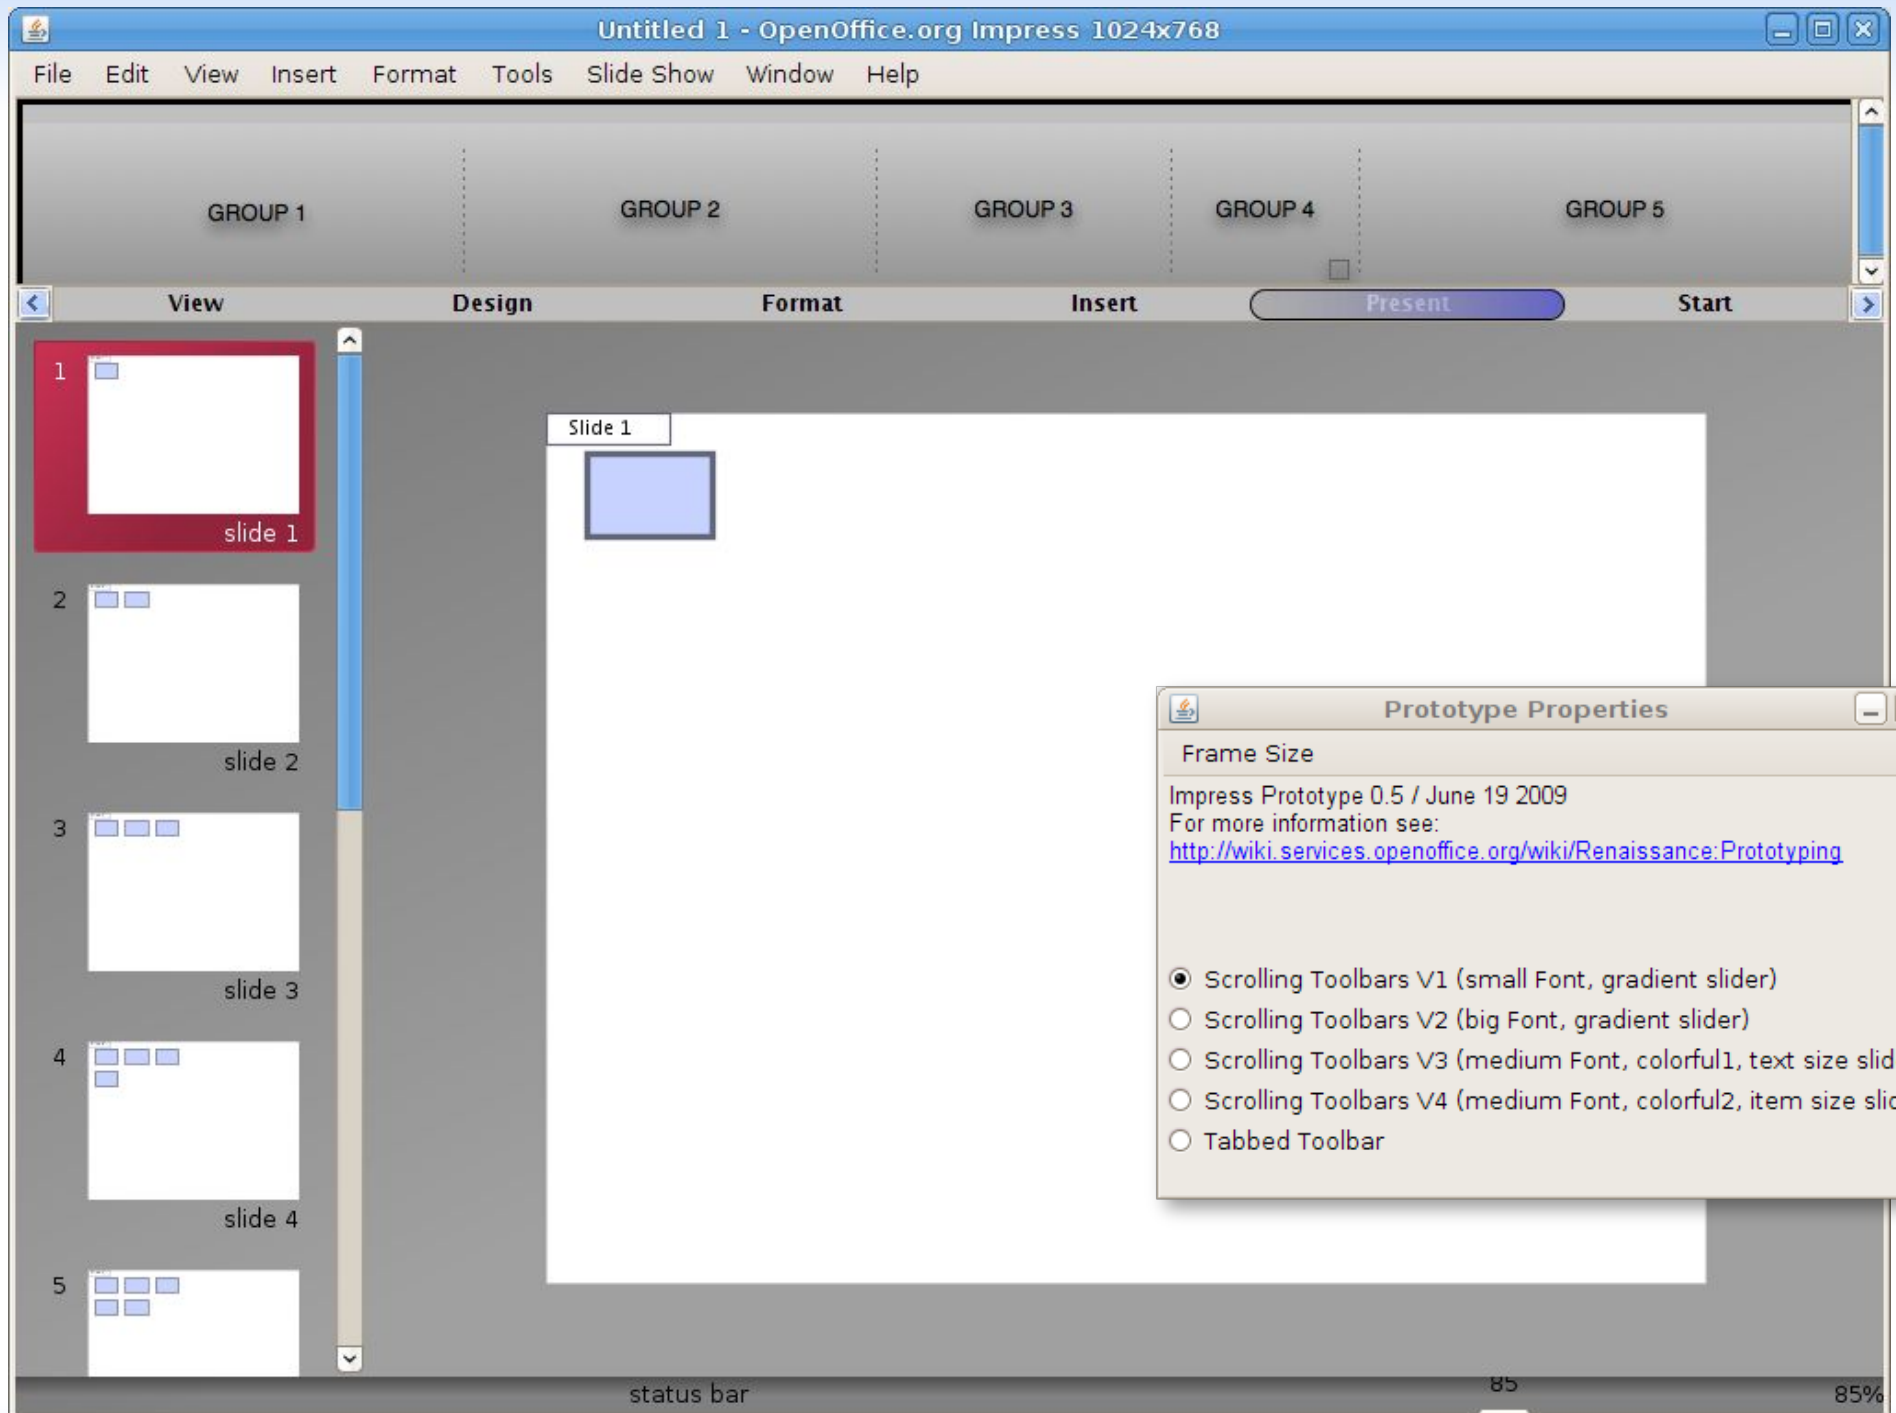 Untitled 1 - OpenOffice.org Impress 1024x768
File Edit View Insert Format Tools Slide Show Window Help
GROUP 1 GROUP 2 GROUP 3 GROUP 4 GROUP 5
View Design Format Insert Present Start
1
slide 1
2
slide 2
3
slide 3
4
slide 4
5
Slide 1
Prototype Properties
Frame Size
Impress Prototype 0.5 / June 19 2009
For more information see:
http://wiki.services.openoffice.org/wiki/Renaissance:Prototyping
Scrolling Toolbars V1 (small Font, gradient slider)
Scrolling Toolbars V2 (big Font, gradient slider)
Scrolling Toolbars V3 (medium Font, colorful1, text size slid
Scrolling Toolbars V4 (medium Font, colorful2, item size slid
Tabbed Toolbar
status bar 85 85%